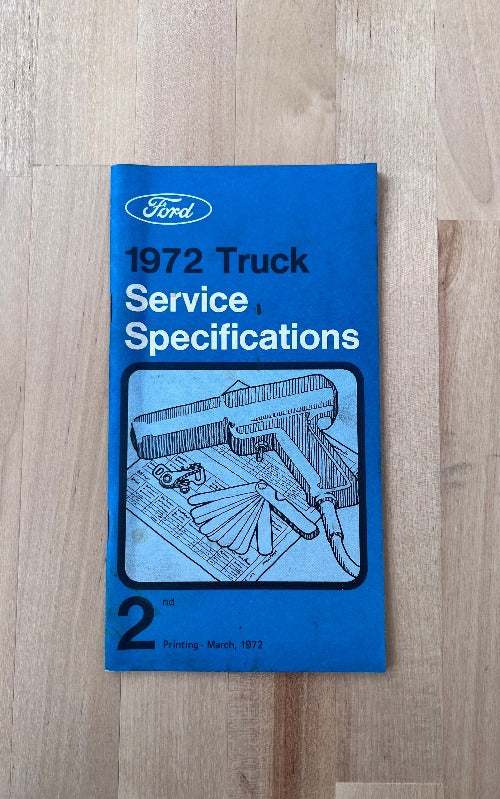 Ford
1972 Truck
Service
Specifications
2nd
Printing- March, 1972